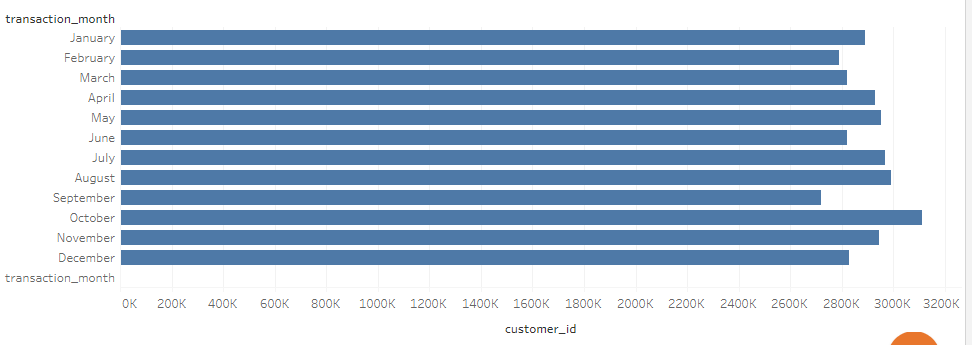 transaction_month
January
February
March
April
May
June
July
August
September
October
November
December
transaction_month
0K 200K 400K 600K 800K 1000K 1200K 1400K 1600K 1800K 2000K 2200K 2400K 2600K 2800K 3000K 3200K
customer_id